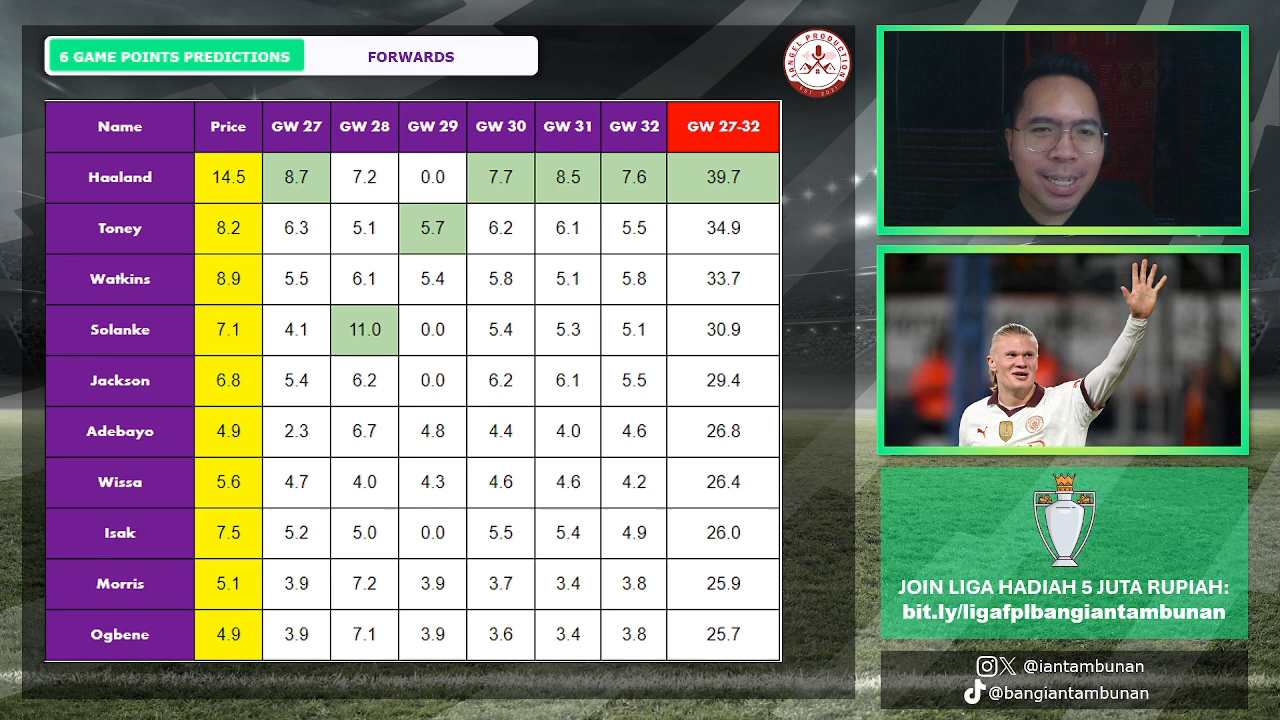 6 GAME POINTS PREDICTIONS FORWARDS
LANGEL PRODUCTION
EST. 2021
Name Price GW 27 GW 28 GW 29 GW 30 GW 31 GW 32 GW 27-32
Haaland 14.5 8.7 7.2 0.0 7.7 8.5 7.6 39.7
Toney 8.2 6.3 5.1 5.7 6.2 6.1 5.5 34.9
Watkins 8.9 5.5 6.1 5.4 5.8 5.1 5.8 33.7
Solanke 7.1 4.1 11.0 0.0 5.4 5.3 5.1 30.9
Jackson 6.8 5.4 6.2 0.0 6.2 6.1 5.5 29.4
Adebayo 4.9 2.3 6.7 4.8 4.4 4.0 4.6 26.8
Wissa 5.6 4.7 4.0 4.3 4.6 4.6 4.2 26.4
Isak 7.5 5.2 5.0 0.0 5.5 5.4 4.9 26.0
Morris 5.1 3.9 7.2 3.9 3.7 3.4 3.8 25.9
Ogbene 4.9 3.9 7.1 3.9 3.6 3.4 3.8 25.7
JOIN LIGA HADIAH 5 JUTA RUPIAH:
bit.ly/ligafplbangiantambunan
@iantambunan
@bangiantambunan